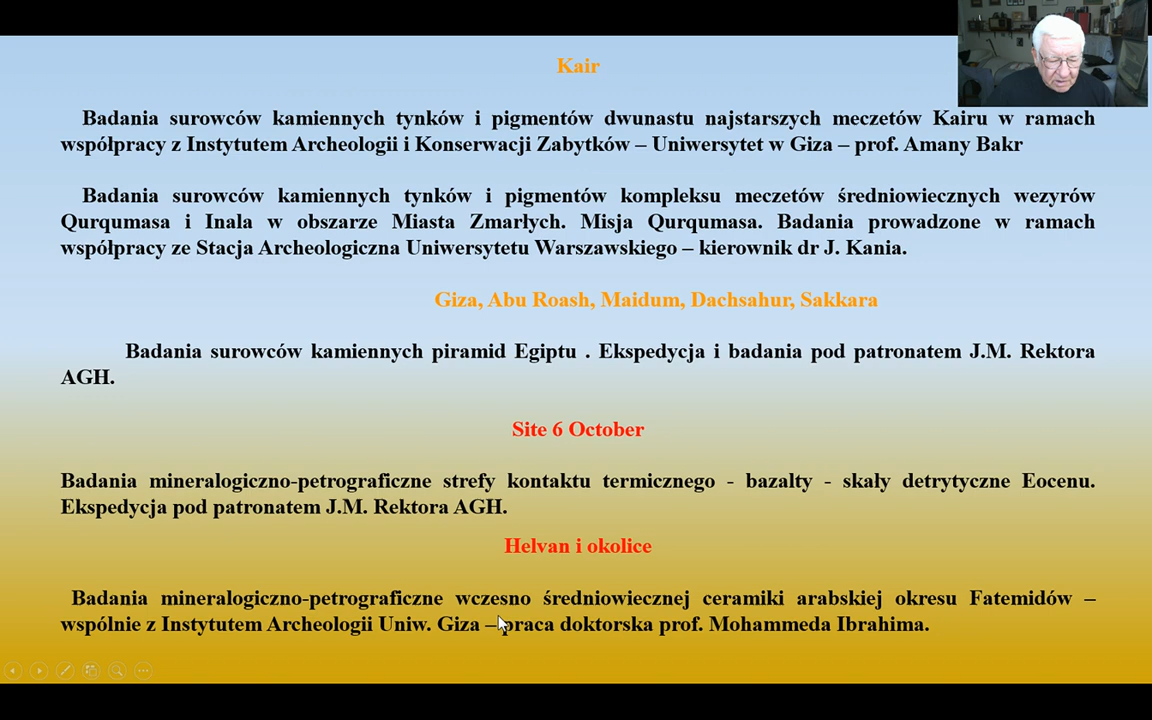 Kair
Badania surowców kamiennych tynków i pigmentów dwunastu najstarszych meczetów Kairu w ramach
współpracy z Instytutem Archeologii i Konserwacji Zabytków – Uniwersytet w Giza – prof. Amany Bakr
Badania surowców kamiennych tynków i pigmentów kompleksu meczetów średniowiecznych wezyrów
Qurqumasa i Inala w obszarze Miasta Zmarłych. Misja Qurqumasa. Badania prowadzone w ramach
współpracy ze Stacja Archeologiczna Uniwersytetu Warszawskiego – kierownik dr J. Kania.
Giza, Abu Roash, Maidum, Dachsahur, Sakkara
Badania surowców kamiennych piramid Egiptu . Ekspedycja i badania pod patronatem J.M. Rektora
AGH.
Site 6 October
Badania mineralogiczno-petrograficzne strefy kontaktu termicznego - bazalty - skały detrytyczne Eocenu.
Ekspedycja pod patronatem J.M. Rektora AGH.
Helvan i okolice
Badania mineralogiczno-petrograficzne wczesno średniowiecznej ceramiki arabskiej okresu Fatemidów –
wspólnie z Instytutem Archeologii Uniw. Giza – praca doktorska prof. Mohammeda Ibrahima.